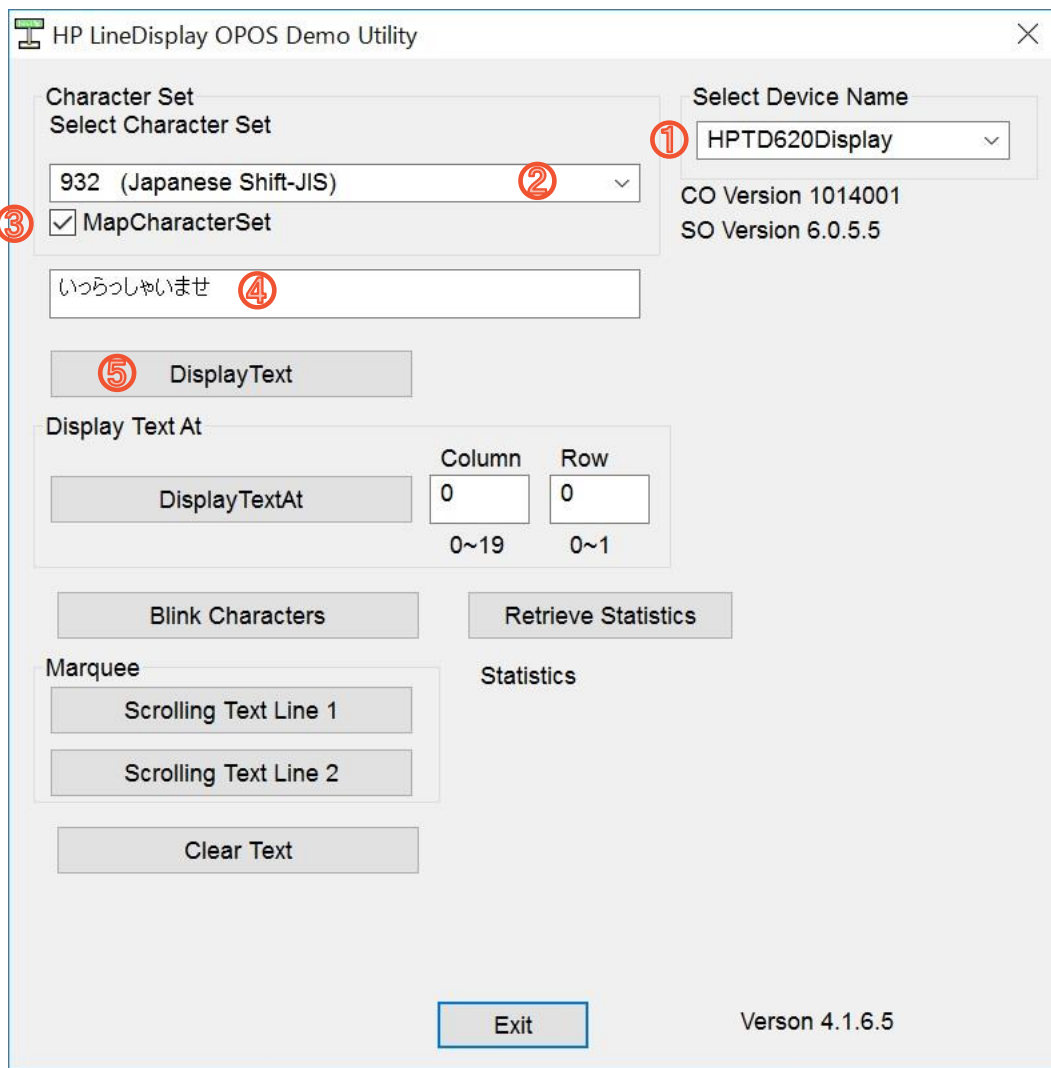 HP LineDisplay OPOS Demo Utility
Character Set
Select Character Set
② 932 (Japanese Shift-JIS)
③ MapCharacterSet
Select Device Name
① HPTD620Display
CO Version 1014001
SO Version 6.0.5.5
いっらっしゃいませ ④
⑤ DisplayText
Display Text At
Column Row
DisplayTextAt 0 0
0~19 0~1
Blink Characters Retrieve Statistics
Marquee
Statistics
Scrolling Text Line 1
Scrolling Text Line 2
Clear Text
Exit Verson 4.1.6.5